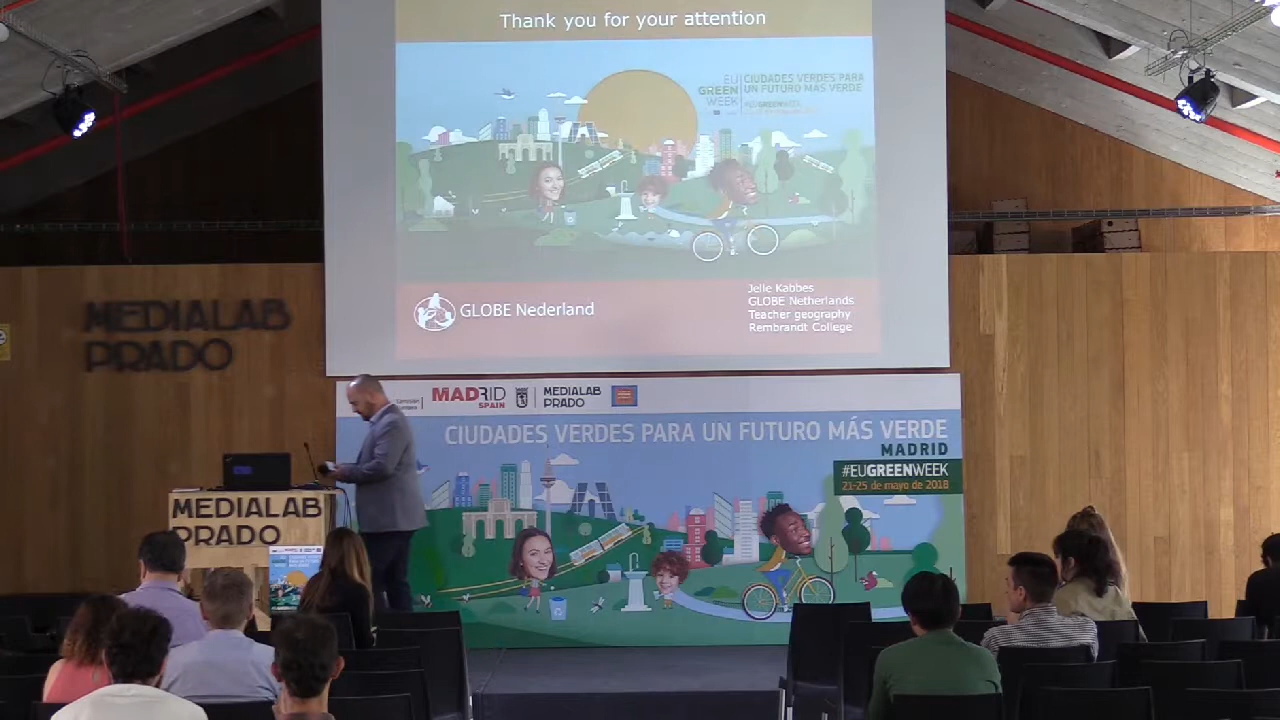 Thank you for your attention
EU
GREEN
WEEK
CIUDADES VERDES PARA
UN FUTURO MÁS VERDE
#EUGREENWEEK
GLOBE Nederland
Jelle Kabbes
GLOBE Netherlands
Teacher geography
Rembrandt College
MEDIALAB
PRADO
MADRID
SPAIN
MEDIALAB
PRADO
CIUDADES VERDES PARA UN FUTURO MÁS VERDE
MADRID
#EUGREENWEEK
21-25 de mayo de 2018
MEDIALAB
PRADO